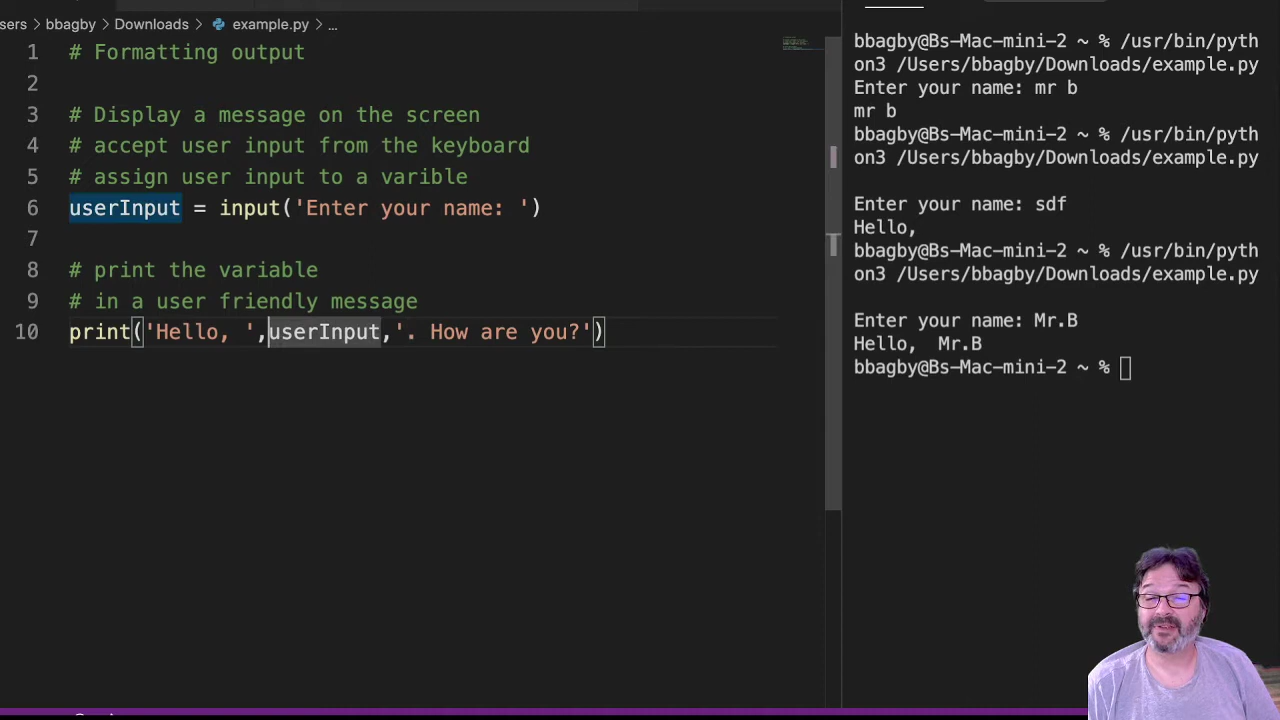 ers > bbagby > Downloads > example.py > ...
1 # Formatting output
2
3 # Display a message on the screen
4 # accept user input from the keyboard
5 # assign user input to a varible
6 userInput = input('Enter your name: ')
7
8 # print the variable
9 # in a user friendly message
10 print('Hello, ',userInput,'. How are you?')
bbagby@Bs-Mac-mini-2 ~ % /usr/bin/pyth
on3 /Users/bbagby/Downloads/example.py
Enter your name: mr b
mr b
bbagby@Bs-Mac-mini-2 ~ % /usr/bin/pyth
on3 /Users/bbagby/Downloads/example.py
Enter your name: sdf
Hello,
bbagby@Bs-Mac-mini-2 ~ % /usr/bin/pyth
on3 /Users/bbagby/Downloads/example.py
Enter your name: Mr.B
Hello,  Mr.B
bbagby@Bs-Mac-mini-2 ~ %